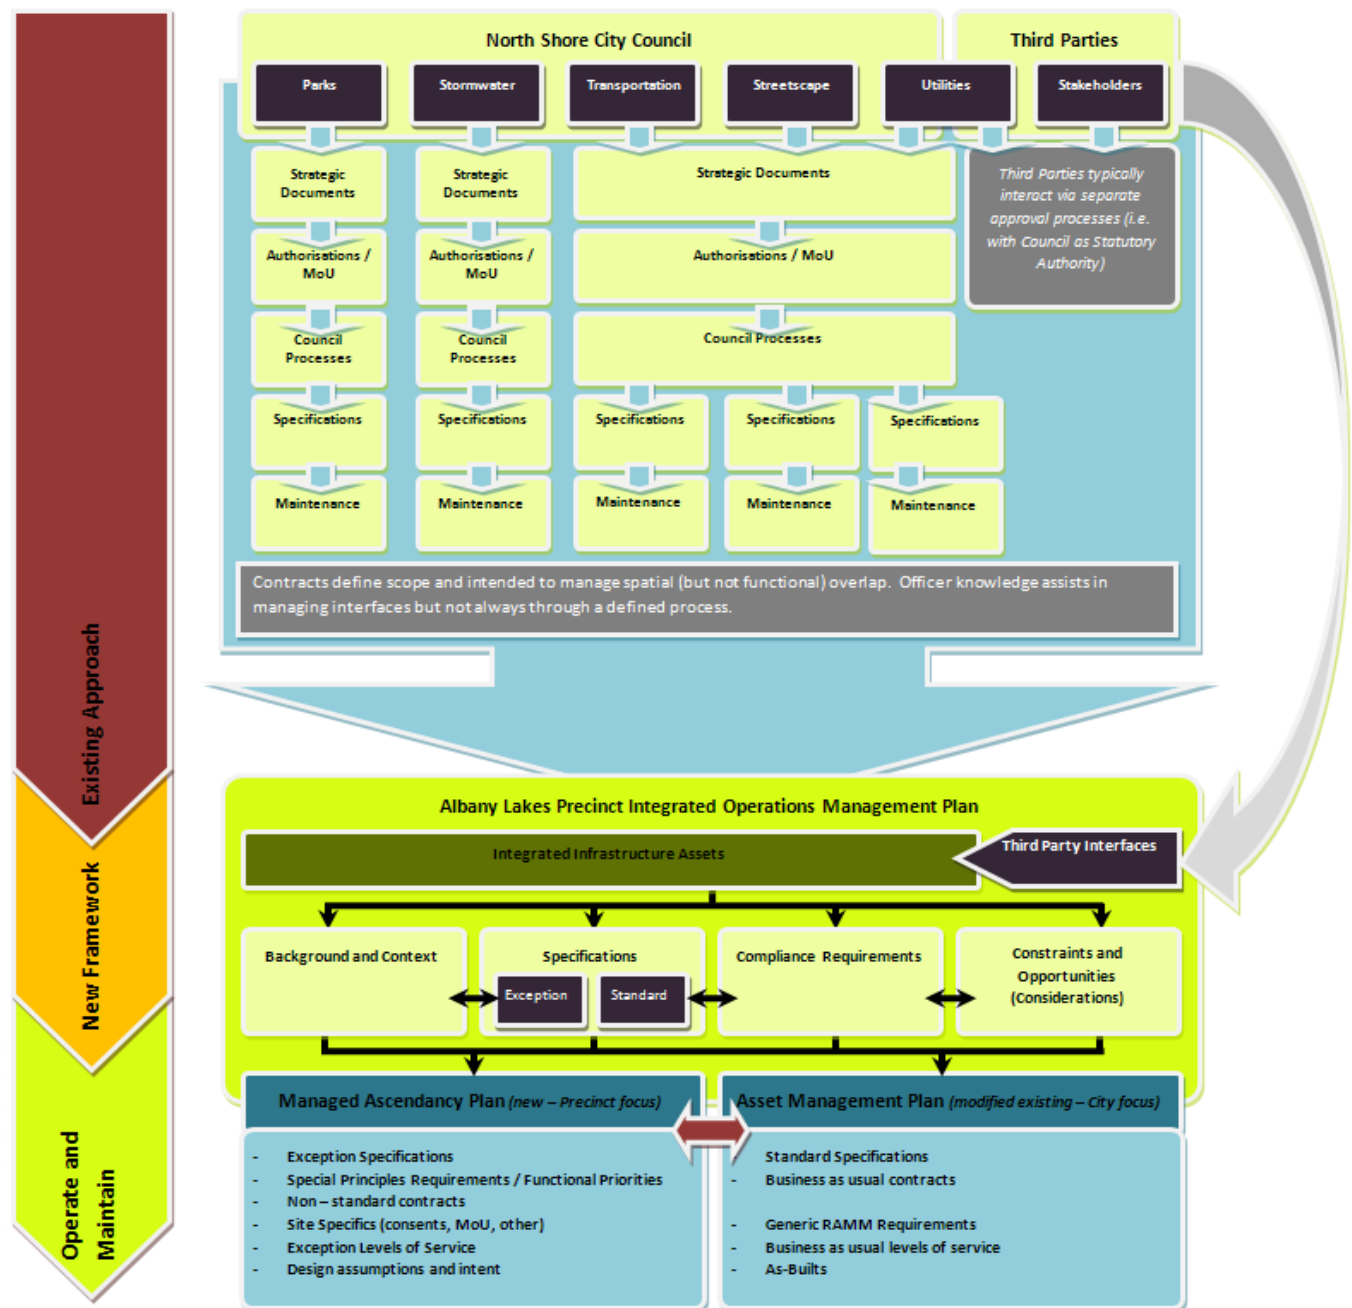 North Shore City Council
Third Parties
Parks
Stormwater
Transportation
Streetscape
Utilities
Stakeholders
Strategic
Documents
Strategic
Documents
Strategic Documents
Third Parties typically
interact via separate
approval processes (i.e.
with Council as Statutory
Authority)
Authorisations /
MoU
Authorisations /
MoU
Authorisations / MoU
Council
Processes
Council
Processes
Council Processes
Specifications
Specifications
Specifications
Specifications
Specifications
Maintenance
Maintenance
Maintenance
Maintenance
Maintenance
Contracts define scope and intended to manage spatial (but not functional) overlap. Officer knowledge assists in
managing interfaces but not always through a defined process.
Existing Approach
Albany Lakes Precinct Integrated Operations Management Plan
Integrated Infrastructure Assets
Third Party Interfaces
New Framework
Background and Context
Specifications
Exception
Standard
Compliance Requirements
Constraints and
Opportunities
(Considerations)
Operate and
Maintain
Managed Ascendancy Plan (new – Precinct focus)
- Exception Specifications
- Special Principles Requirements / Functional Priorities
- Non – standard contracts
- Site Specifics (consents, MoU, other)
- Exception Levels of Service
- Design assumptions and intent
Asset Management Plan (modified existing – City focus)
- Standard Specifications
- Business as usual contracts
- Generic RAMM Requirements
- Business as usual levels of service
- As-Builts